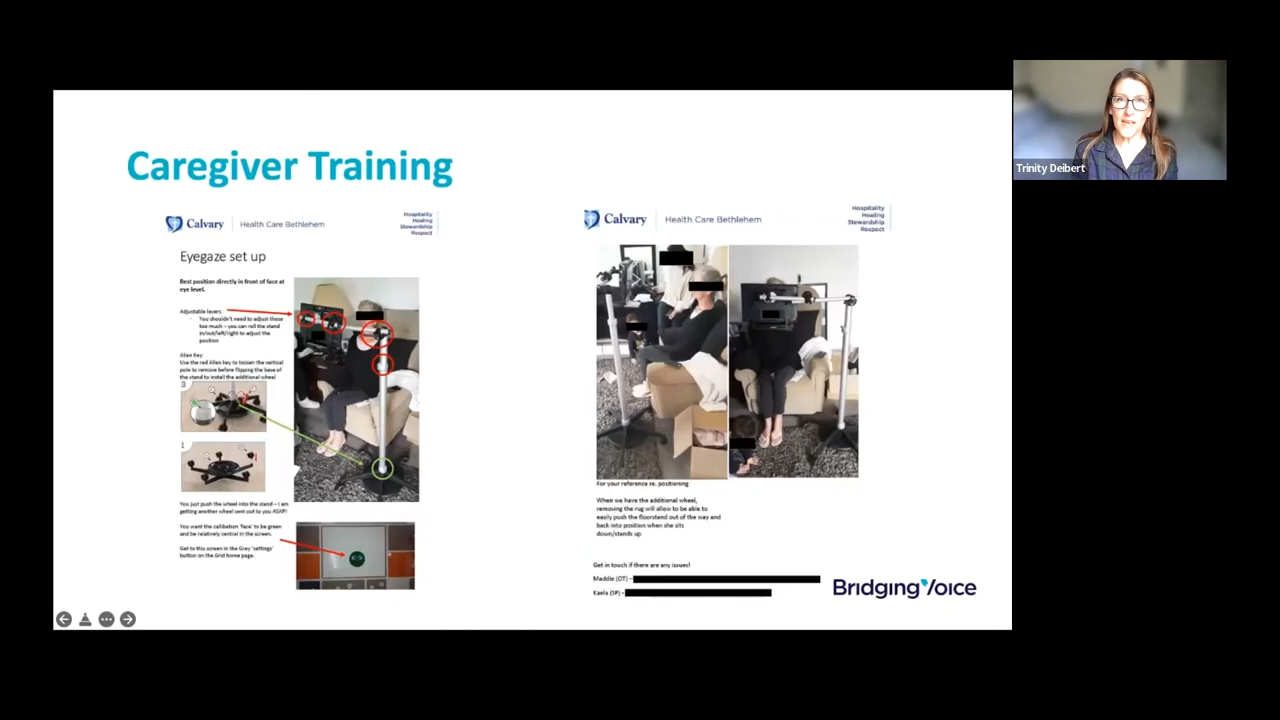 Trinity Deibert
Caregiver Training
Calvary
Health Care Bethlehem
Hospitality
Healing
Stewardship
Respect
Eyegaze set up
Best position directly in front of face at
eye level.
Adjustable levers:
- You shouldn't need to adjust these
too much – you can roll the stand
in/out/left/right to adjust the
position
Allen Key:
Use the red Allen key to loosen the vertical
pole to remove before flipping the base of
the stand to install the additional wheel
3
1
You just push the wheel into the stand – I am
getting another wheel sent out to you ASAP!
You want the calibation 'face' to be green
and be relatively central in the screen.
Get to this screen in the Grey 'settings'
button on the Grid home page.
Calvary
Health Care Bethlehem
Hospitality
Healing
Stewardship
Respect
For your reference re. positioning
When we have the additional wheel,
removing the rug will allow to be able to
easily push the floorstand out of the way and
back into position when she sits
down/stands up
Get in touch if there are any issues!
Maddie (OT) –
Kaela (SP) –
Bridging Voice